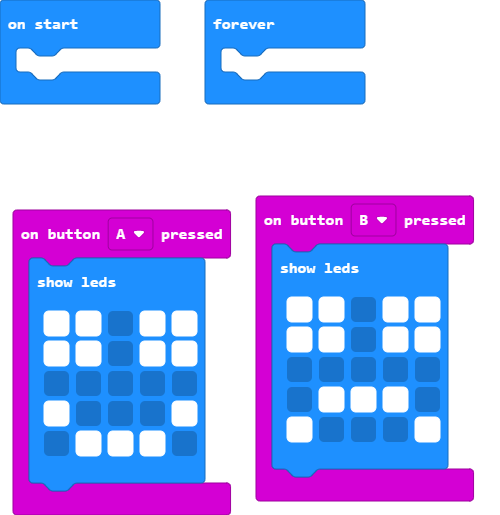 on start
forever
on button A pressed
show leds
on button B pressed
show leds